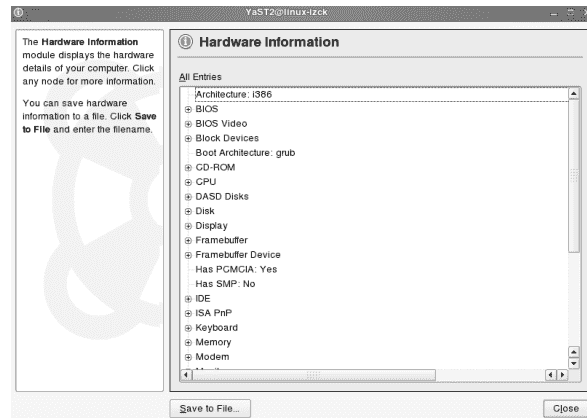 YaST2@linux-lzck
The Hardware Information
module displays the hardware
details of your computer. Click
any node for more information.
You can save hardware
information to a file. Click Save
to File and enter the filename.
Hardware Information
All Entries
Architecture: i386
BIOS
BIOS Video
Block Devices
Boot Architecture: grub
CD-ROM
CPU
DASD Disks
Disk
Display
Framebuffer
Framebuffer Device
Has PCMCIA: Yes
Has SMP: No
IDE
ISA PnP
Keyboard
Memory
Modem
Save to File...
Close